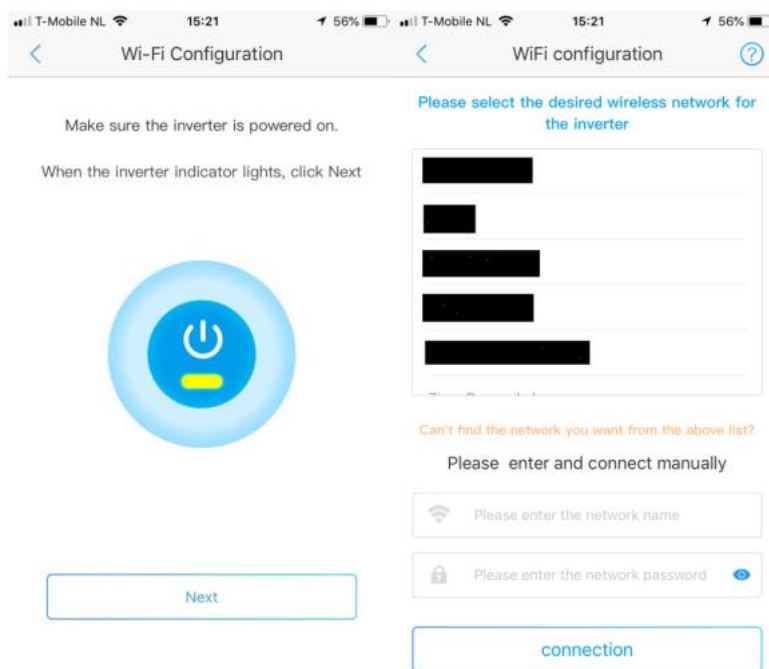 T-Mobile NL 15:21 56%
Wi-Fi Configuration
Make sure the inverter is powered on.
When the inverter indicator lights, click Next
Next
T-Mobile NL 15:21 56%
WiFi configuration ?
Please select the desired wireless network for
the inverter
Can't find the network you want from the above list?
Please enter and connect manually
Please enter the network name
Please enter the network password
connection